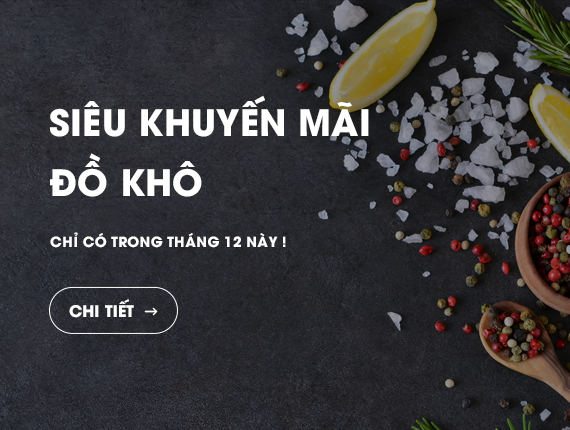 SIÊU KHUYẾN MÃI
ĐỒ KHÔ
CHỈ CÓ TRONG THÁNG 12 NÀY !
CHI TIẾT →